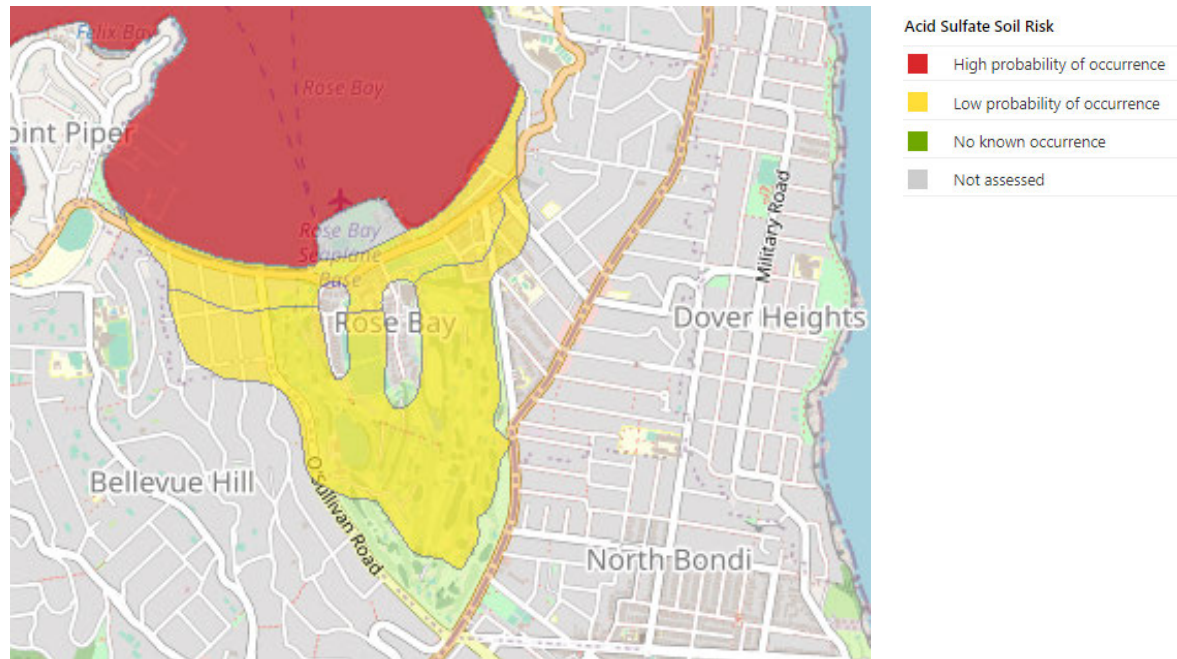 Felix Bay
Rose Bay
Point Piper
Rose Bay
Seaplane
Base
Rose Bay
Military Road
Dover Heights
Bellevue Hill
O'Sullivan Road
North Bondi
Acid Sulfate Soil Risk
High probability of occurrence
Low probability of occurrence
No known occurrence
Not assessed